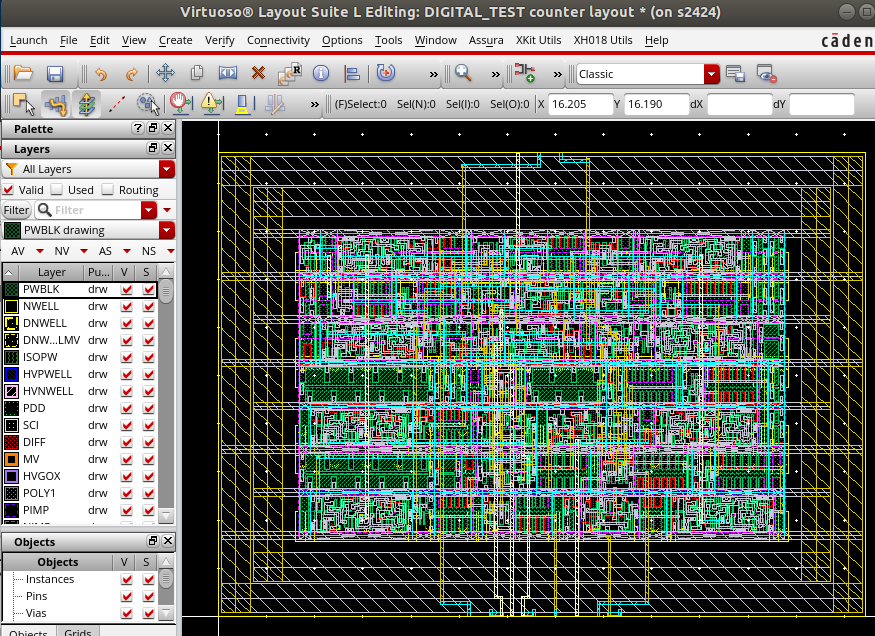 Virtuoso® Layout Suite L Editing: DIGITAL_TEST counter layout * (on s2424)
Launch File Edit View Create Verify Connectivity Options Tools Window Assura XKit Utils XH018 Utils Help cāden
» » » Classic
» (F)Select:0 Sel(N):0 Sel(I):0 Sel(O):0 X 16.205 Y 16.190 dX dY
Palette ?
Layers
All Layers
Valid Used Routing
Filter Filter
PWBLK drawing
AV NV AS NS
Layer Pu... V S
PWBLK drw
NWELL drw
DNWELL drw
DNW...LMV drw
ISOPW drw
HVPWELL drw
HVNWELL drw
PDD drw
SCI drw
DIFF drw
MV drw
HVGOX drw
POLY1 drw
PIMP drw
Objects
Objects V S
Instances
Pins
Vias
Objects Grids